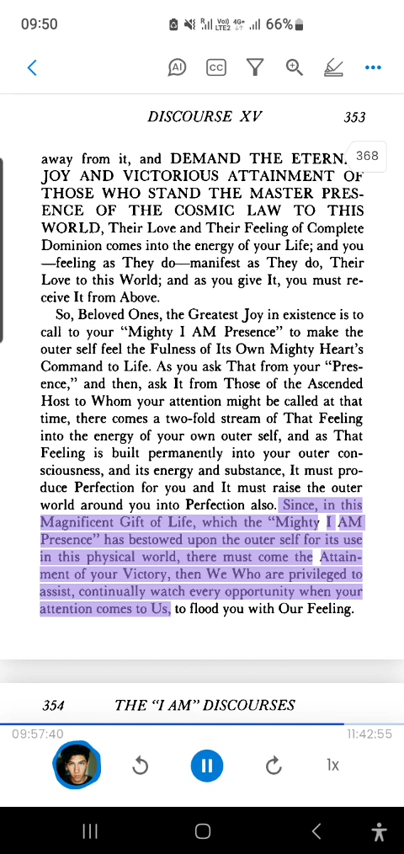 09:50
Vo)) 4G+
LTE2 66%
AI CC
DISCOURSE XV 353
368
away from it, and DEMAND THE ETERN
JOY AND VICTORIOUS ATTAINMENT OF
THOSE WHO STAND THE MASTER PRES-
ENCE OF THE COSMIC LAW TO THIS
WORLD, Their Love and Their Feeling of Complete
Dominion comes into the energy of your Life; and you
—feeling as They do—manifest as They do, Their
Love to this World; and as you give It, you must re-
ceive It from Above.
So, Beloved Ones, the Greatest Joy in existence is to
call to your “Mighty I AM Presence” to make the
outer self feel the Fulness of Its Own Mighty Heart’s
Command to Life. As you ask That from your “Pres-
ence,” and then, ask It from Those of the Ascended
Host to Whom your attention might be called at that
time, there comes a two-fold stream of That Feeling
into the energy of your own outer self, and as That
Feeling is built permanently into your outer con-
sciousness, and its energy and substance, It must pro-
duce Perfection for you and It must raise the outer
world around you into Perfection also. Since, in this
Magnificent Gift of Life, which the “Mighty I AM
Presence” has bestowed upon the outer self for its use
in this physical world, there must come the Attain-
ment of your Victory, then We Who are privileged to
assist, continually watch every opportunity when your
attention comes to Us, to flood you with Our Feeling.
354 THE “I AM” DISCOURSES
09:57:40 11:42:55
1x